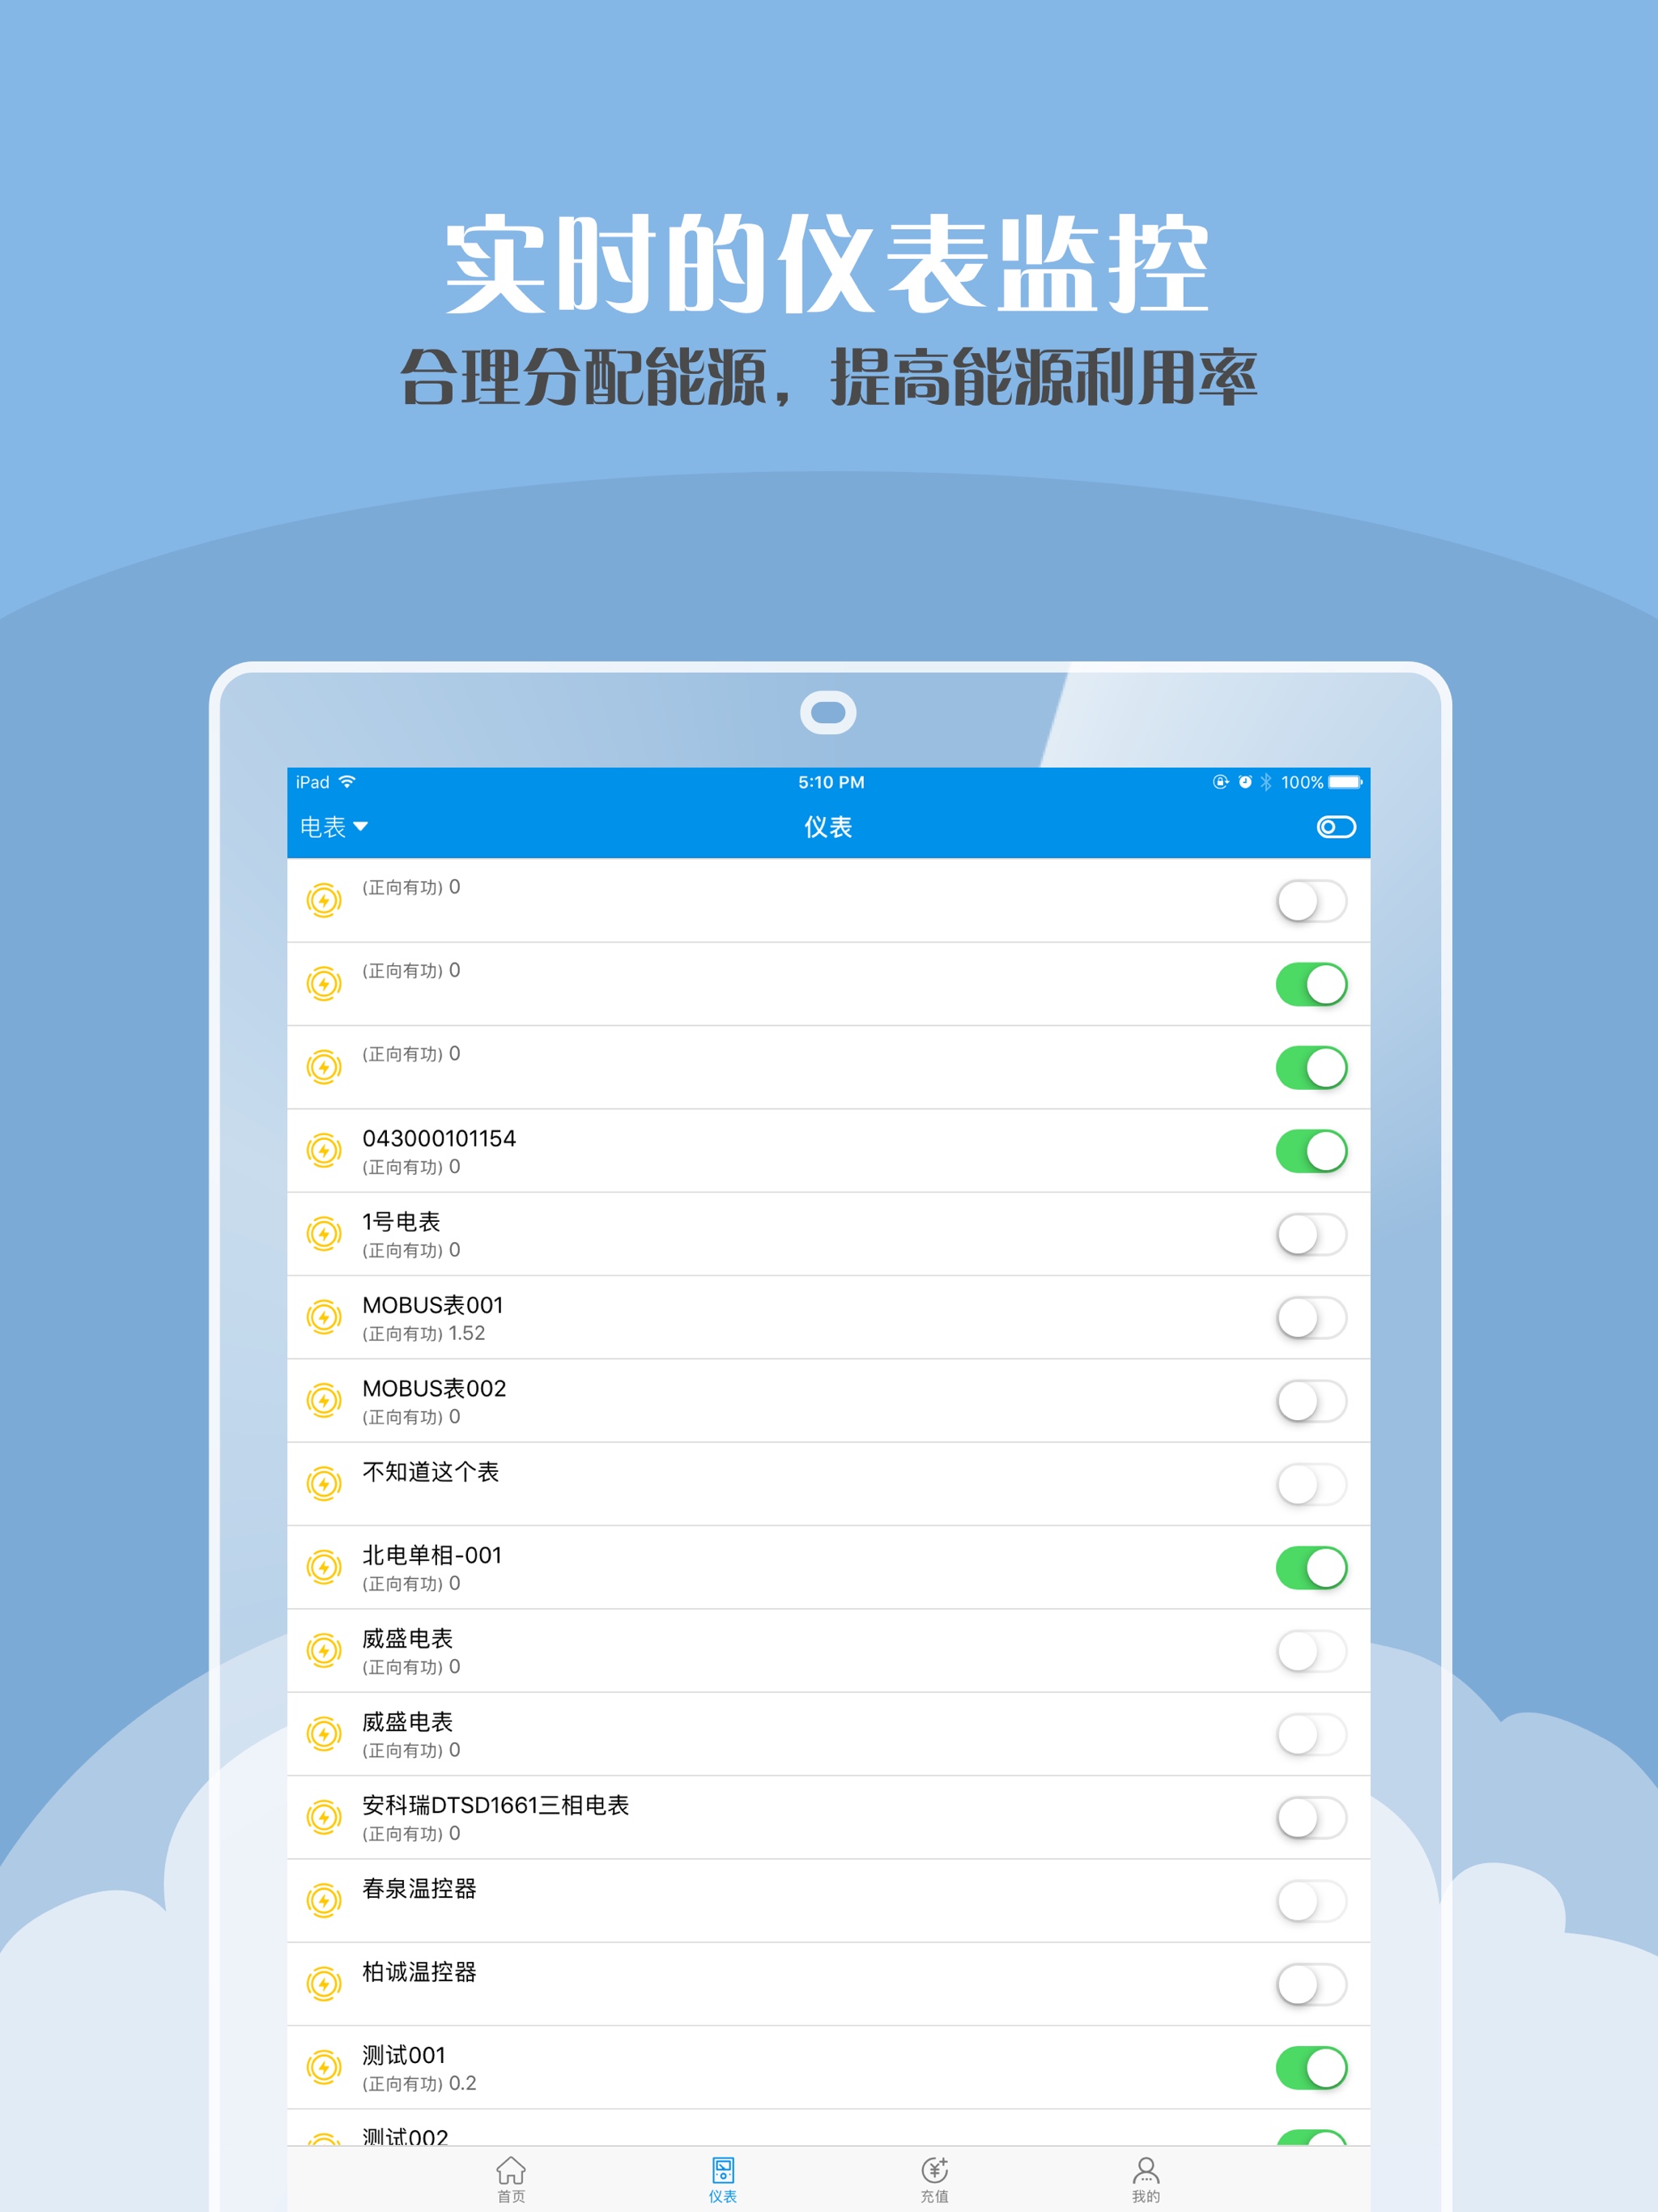 实时的仪表监控
合理分配能源，提高能源利用率
iPad 5:10 PM 100%
电表 仪表
(正向有功) 0
(正向有功) 0
(正向有功) 0
043000101154
(正向有功) 0
1号电表
(正向有功) 0
MOBUS表001
(正向有功) 1.52
MOBUS表002
(正向有功) 0
不知道这个表
北电单相-001
(正向有功) 0
威盛电表
(正向有功) 0
威盛电表
(正向有功) 0
安科瑞DTSD1661三相电表
(正向有功) 0
春泉温控器
柏诚温控器
测试001
(正向有功) 0.2
测试002
首页 仪表 充值 我的